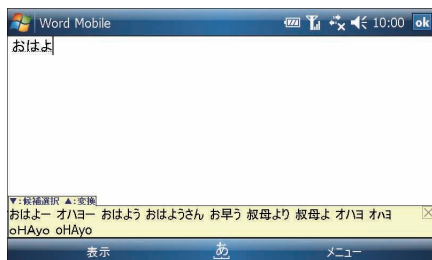 Word Mobile 10:00 ok
おはよ
▼:候補選択 ▲:変換
おはよー オハヨー おはよう おはようさん お早う 叔母より 叔母よ オハヨ オハヨ
oHAyo oHAyo
表示 あ メニュー